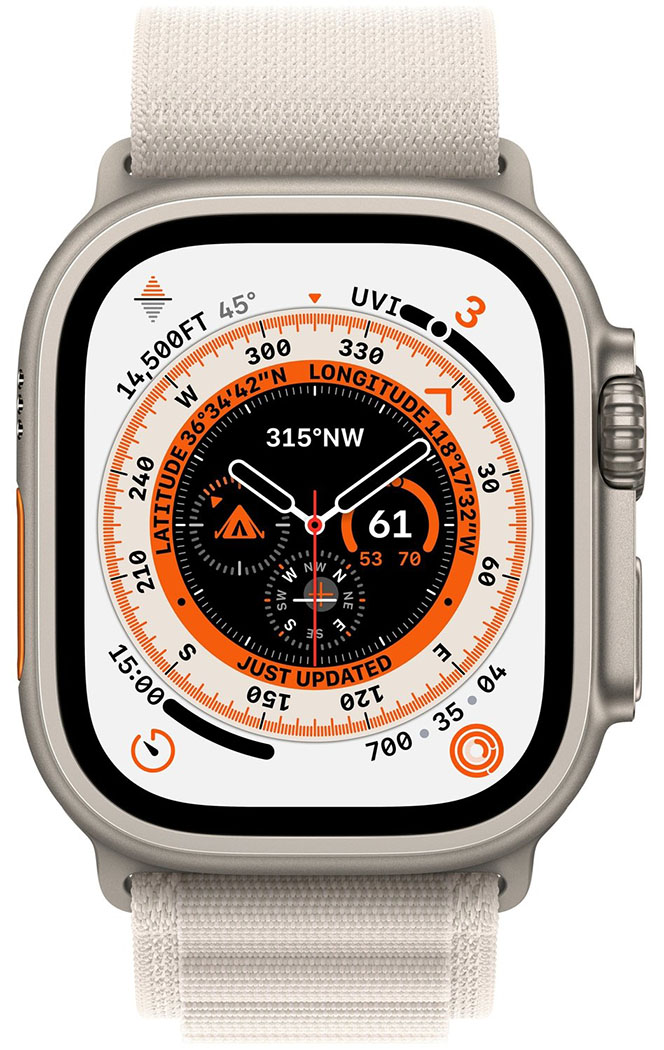 14,500FT 45°
UVI 3
300 330
W
LATITUDE 36°34'42"N LONGITUDE 118°17'32"W
315°NW
240
30
61
53 70
210
60
N NE E SE S SW W NW
S
E
JUST UPDATED
150 120
15:00
700 • 35 • 04